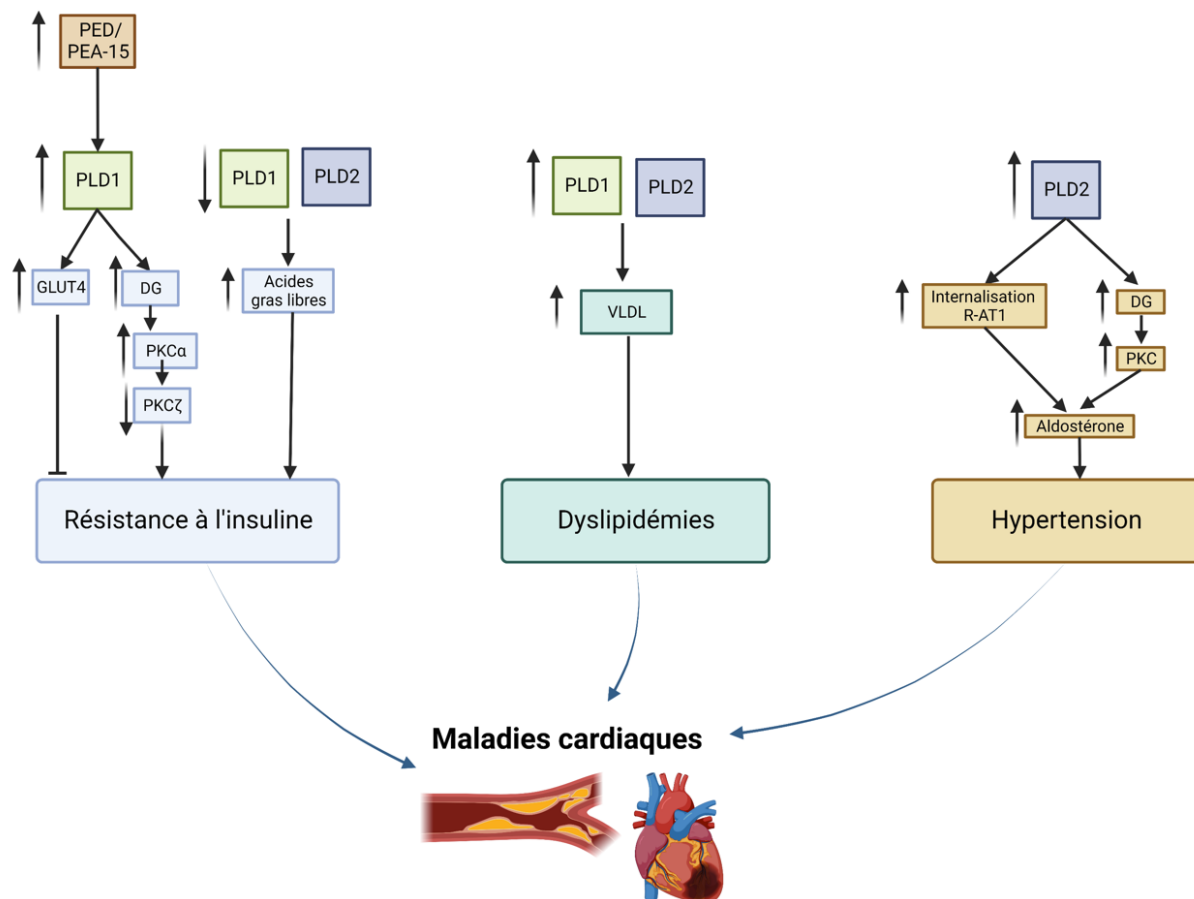 PED/
PEA-15
PLD1
PLD1
PLD2
PLD1
PLD2
PLD2
GLUT4
DG
Acides
gras libres
VLDL
Internalisation
R-AT1
DG
PKCα
PKC
PKCζ
Aldostérone
Résistance à l'insuline
Dyslipidémies
Hypertension
Maladies cardiaques